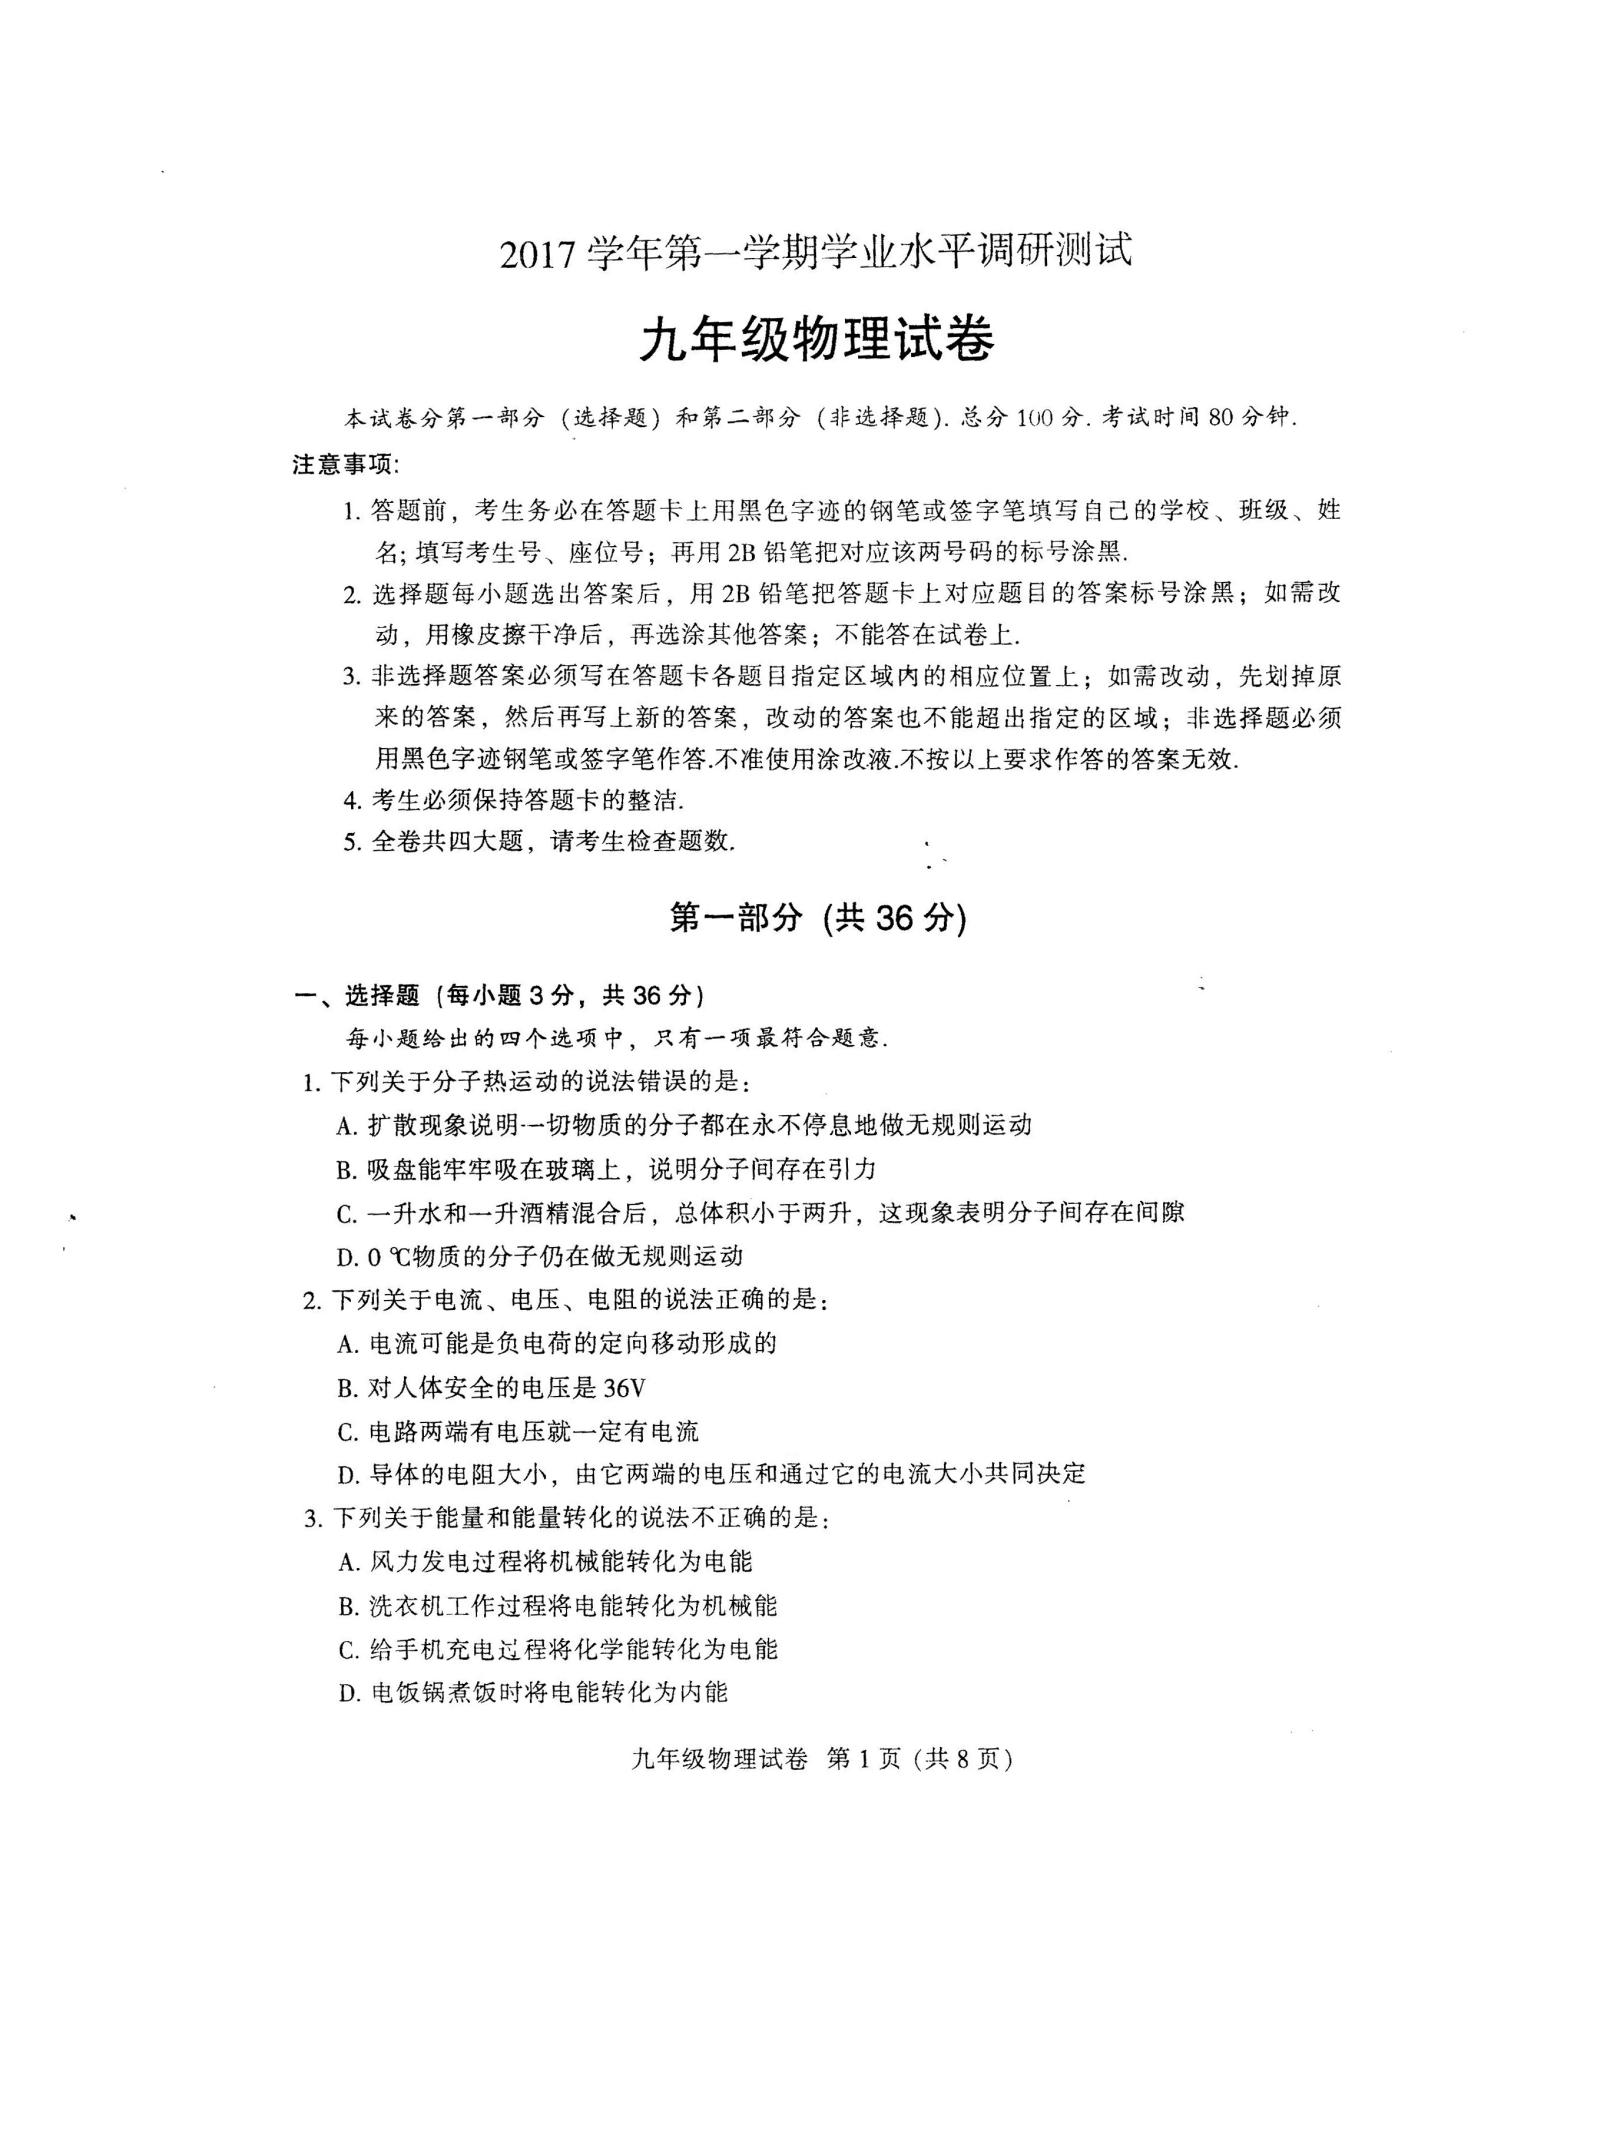 2017 学年第一学期学业水平调研测试
九年级物理试卷
本试卷分第一部分 (选择题) 和第二部分 (非选择题). 总分 100 分. 考试时间 80 分钟.
注意事项:
1. 答题前，考生务必在答题卡上用黑色字迹的钢笔或签字笔填写自己的学校、班级、姓
名; 填写考生号、座位号；再用 2B 铅笔把对应该两号码的标号涂黑.
2. 选择题每小题选出答案后，用 2B 铅笔把答题卡上对应题目的答案标号涂黑；如需改
动，用橡皮擦干净后，再选涂其他答案；不能答在试卷上.
3. 非选择题答案必须写在答题卡各题目指定区域内的相应位置上；如需改动，先划掉原
来的答案，然后再写上新的答案，改动的答案也不能超出指定的区域；非选择题必须
用黑色字迹钢笔或签字笔作答.不准使用涂改液.不按以上要求作答的答案无效.
4. 考生必须保持答题卡的整洁.
5. 全卷共四大题，请考生检查题数.
第一部分 (共 36 分)
一、选择题 (每小题 3 分，共 36 分)
每小题给出的四个选项中，只有一项最符合题意.
1. 下列关于分子热运动的说法错误的是：
A. 扩散现象说明一切物质的分子都在永不停息地做无规则运动
B. 吸盘能牢牢吸在玻璃上，说明分子间存在引力
C. 一升水和一升酒精混合后，总体积小于两升，这现象表明分子间存在间隙
D. 0 ℃物质的分子仍在做无规则运动
2. 下列关于电流、电压、电阻的说法正确的是：
A. 电流可能是负电荷的定向移动形成的
B. 对人体安全的电压是 36V
C. 电路两端有电压就一定有电流
D. 导体的电阻大小，由它两端的电压和通过它的电流大小共同决定
3. 下列关于能量和能量转化的说法不正确的是：
A. 风力发电过程将机械能转化为电能
B. 洗衣机工作过程将电能转化为机械能
C. 给手机充电过程将化学能转化为电能
D. 电饭锅煮饭时将电能转化为内能
九年级物理试卷 第 1 页 (共 8 页)